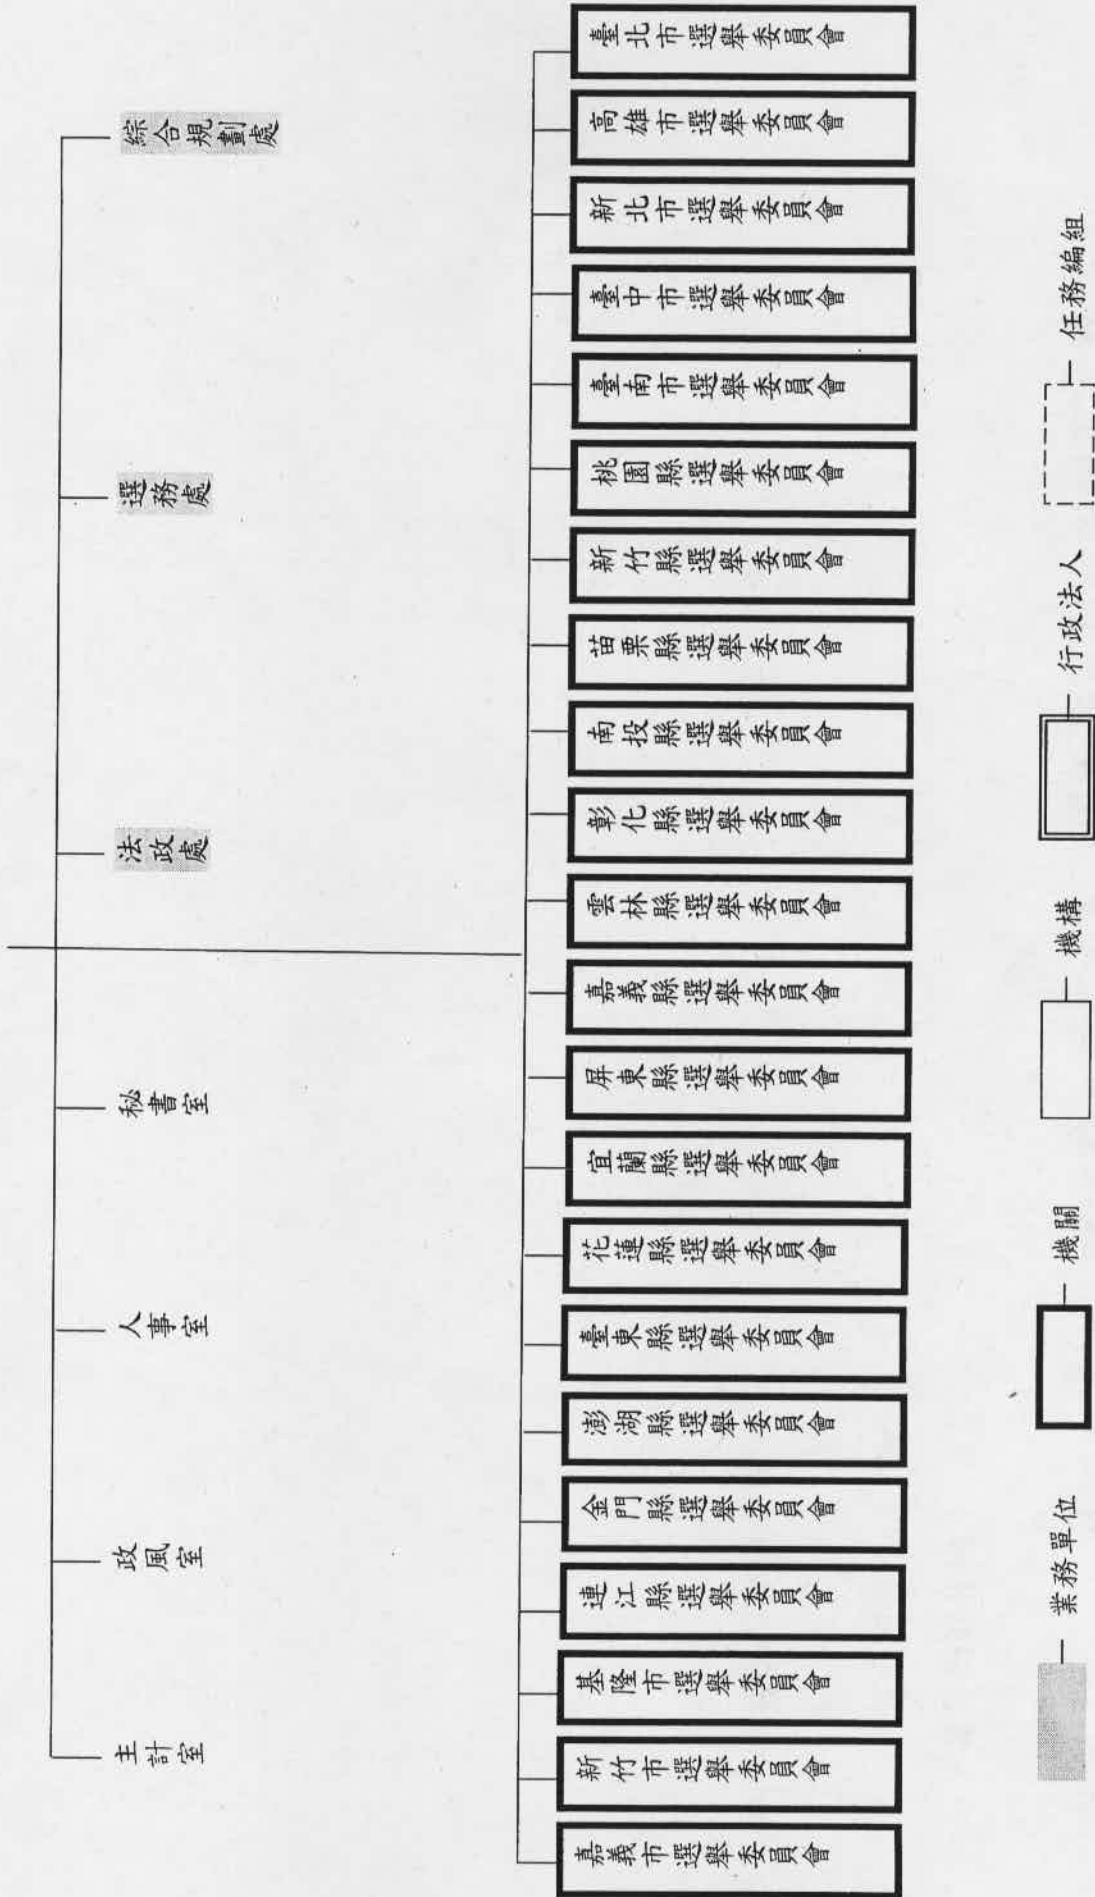 綜合規劃處
選務處
法政處
秘書室
人事室
政風室
主計室
臺北市選舉委員會
高雄市選舉委員會
新北市選舉委員會
臺中市選舉委員會
臺南市選舉委員會
桃園縣選舉委員會
新竹縣選舉委員會
苗栗縣選舉委員會
南投縣選舉委員會
彰化縣選舉委員會
雲林縣選舉委員會
嘉義縣選舉委員會
屏東縣選舉委員會
宜蘭縣選舉委員會
花蓮縣選舉委員會
臺東縣選舉委員會
澎湖縣選舉委員會
金門縣選舉委員會
連江縣選舉委員會
基隆市選舉委員會
新竹市選舉委員會
嘉義市選舉委員會
業務單位
機關
機構
行政法人
任務編組